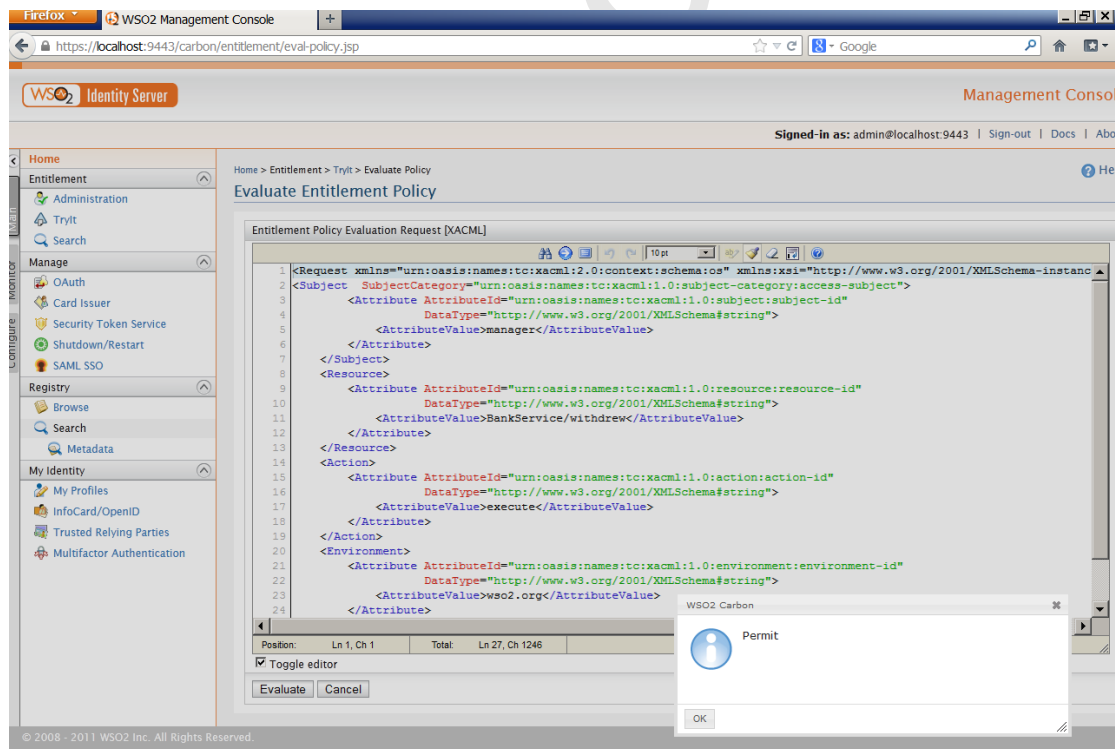 Firefox
WSO2 Management Console
https://localhost:9443/carbon/entitlement/eval-policy.jsp
Google
WSO2 Identity Server
Management Consol
Signed-in as: admin@localhost:9443 | Sign-out | Docs | Abo
Main
Monitor
Configure
Home
Entitlement
Administration
TryIt
Search
Manage
OAuth
Card Issuer
Security Token Service
Shutdown/Restart
SAML SSO
Registry
Browse
Search
Metadata
My Identity
My Profiles
InfoCard/OpenID
Trusted Relying Parties
Multifactor Authentication
Home > Entitlement > TryIt > Evaluate Policy
He
Evaluate Entitlement Policy
Entitlement Policy Evaluation Request [XACML]
10 pt
1 <Request xmlns="urn:oasis:names:tc:xacml:2.0:context:schema:os" xmlns:xsi="http://www.w3.org/2001/XMLSchema-instanc
2 <Subject SubjectCategory="urn:oasis:names:tc:xacml:1.0:subject-category:access-subject">
3 <Attribute AttributeId="urn:oasis:names:tc:xacml:1.0:subject:subject-id"
4 DataType="http://www.w3.org/2001/XMLSchema#string">
5 <AttributeValue>manager</AttributeValue>
6 </Attribute>
7 </Subject>
8 <Resource>
9 <Attribute AttributeId="urn:oasis:names:tc:xacml:1.0:resource:resource-id"
10 DataType="http://www.w3.org/2001/XMLSchema#string">
11 <AttributeValue>BankService/withdrew</AttributeValue>
12 </Attribute>
13 </Resource>
14 <Action>
15 <Attribute AttributeId="urn:oasis:names:tc:xacml:1.0:action:action-id"
16 DataType="http://www.w3.org/2001/XMLSchema#string">
17 <AttributeValue>execute</AttributeValue>
18 </Attribute>
19 </Action>
20 <Environment>
21 <Attribute AttributeId="urn:oasis:names:tc:xacml:1.0:environment:environment-id"
22 DataType="http://www.w3.org/2001/XMLSchema#string">
23 <AttributeValue>wso2.org</AttributeValue>
24 </Attribute>
Position: Ln 1, Ch 1 Total: Ln 27, Ch 1246
Toggle editor
Evaluate Cancel
WSO2 Carbon
Permit
OK
© 2008 - 2011 WSO2 Inc. All Rights Reserved.